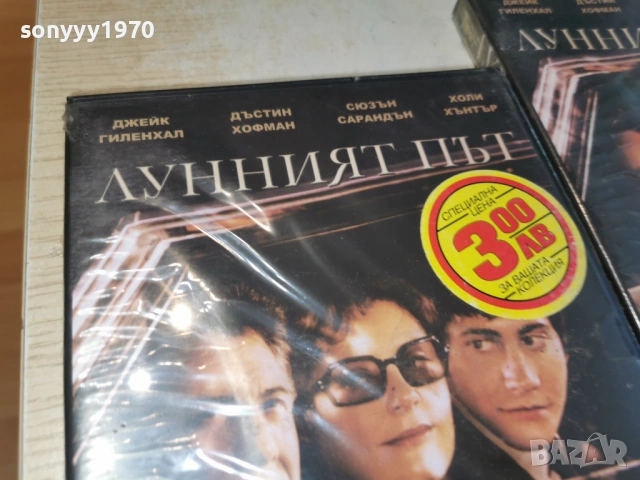 sonyyy1970
ДЖЕЙК ГИЛЕНХАЛ
ДЪСТИН ХОФМАН
СЮЗЪН САРАНДЪН
ХОЛИ ХЪНТЪР
ЛУННИЯТ ПЪТ
СПЕЦИАЛНА ЦЕНА
3 00 ЛВ
ЗА ВАШАТА КОЛЕКЦИЯ
ДЖЕЙК ГИЛЕНХАЛ
ДЪСТИН ХОФМАН
ЛУННИ
BAZAR